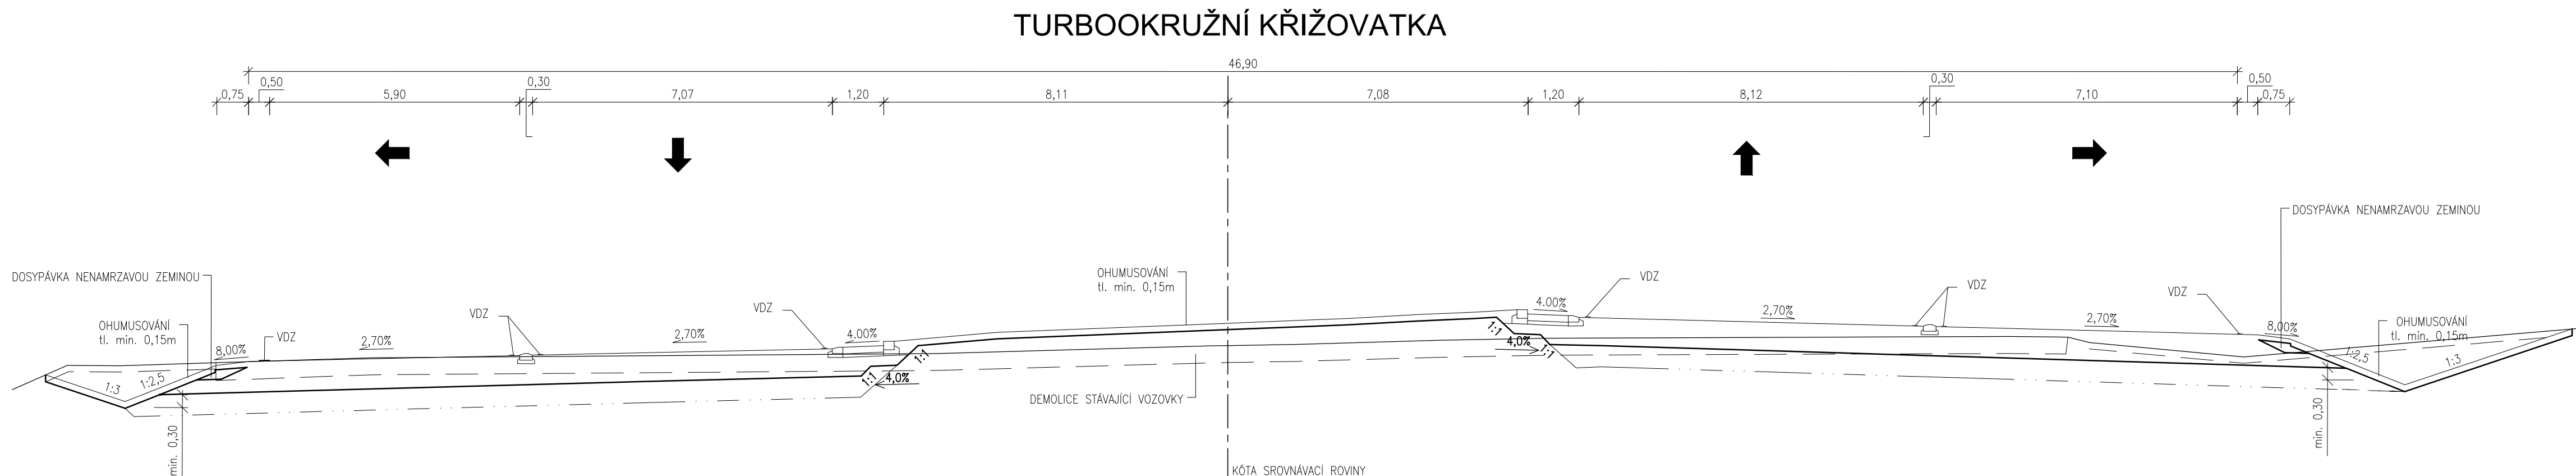 TURBOOKRUŽNÍ KŘIŽOVATKA
46,90
0,50
0,30
0,30
0,50
0,75
5,90
7,07
1,20
8,11
7,08
1,20
8,12
7,10
0,75
DOSYPÁVKA NENAMRZAVOU ZEMINOU
DOSYPÁVKA NENAMRZAVOU ZEMINOU
OHUMUSOVÁNÍ
tl. min. 0,15m
VDZ
VDZ
VDZ
VDZ
VDZ
VDZ
OHUMUSOVÁNÍ
tl. min. 0,15m
OHUMUSOVÁNÍ
tl. min. 0,15m
8,00%
2,70%
2,70%
4.00%
4.00%
2,70%
2,70%
8,00%
1:3
1:2,5
1:1
1:1
4,0%
1:1
4,0%
1:1
1:2,5
1:3
DEMOLICE STÁVAJÍCÍ VOZOVKY
min. 0,30
min. 0,30
KÓTA SROVNÁVACÍ ROVINY